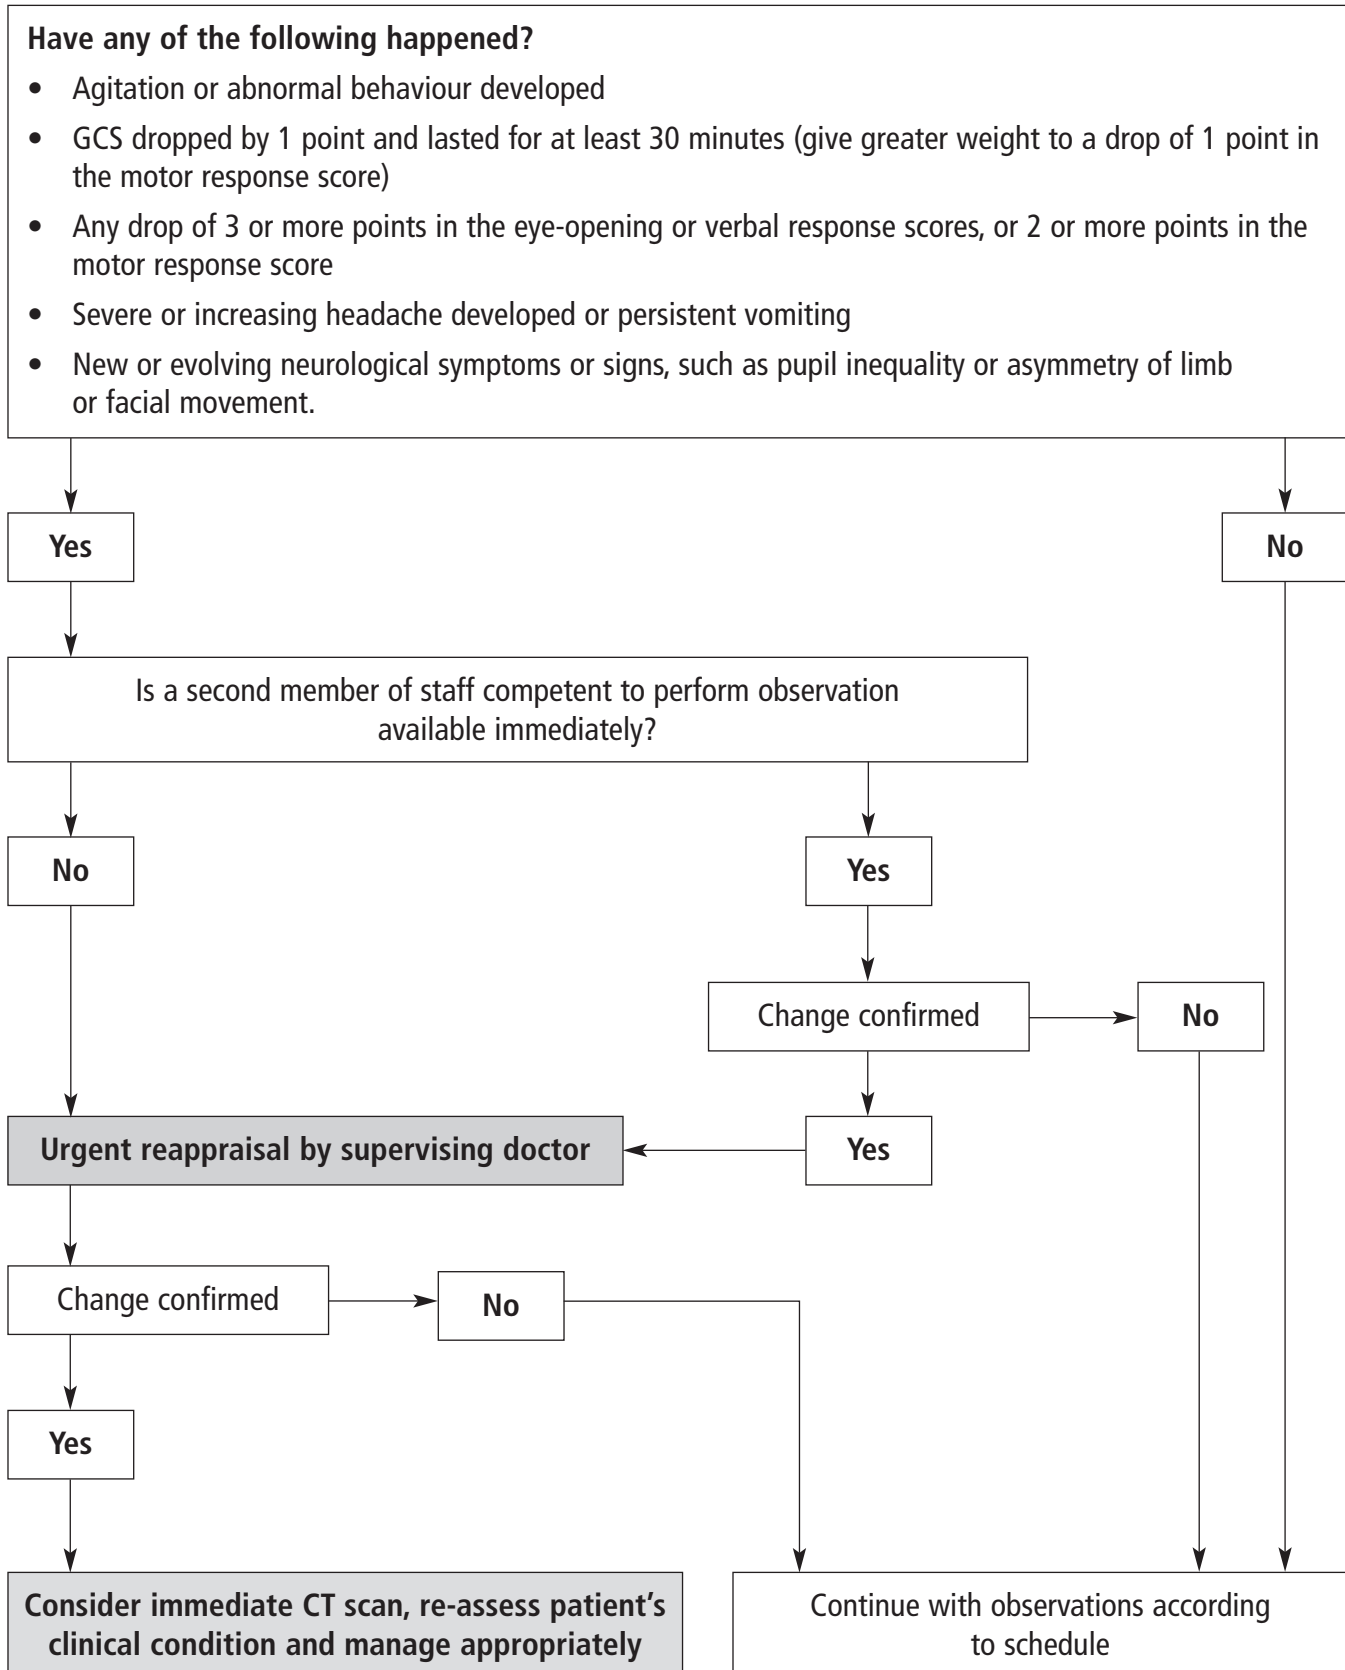 Have any of the following happened?
• Agitation or abnormal behaviour developed
• GCS dropped by 1 point and lasted for at least 30 minutes (give greater weight to a drop of 1 point in
the motor response score)
• Any drop of 3 or more points in the eye-opening or verbal response scores, or 2 or more points in the
motor response score
• Severe or increasing headache developed or persistent vomiting
• New or evolving neurological symptoms or signs, such as pupil inequality or asymmetry of limb
or facial movement.
Yes
No
Is a second member of staff competent to perform observation
available immediately?
No
Yes
Change confirmed
No
Urgent reappraisal by supervising doctor
Yes
Change confirmed
No
Yes
Consider immediate CT scan, re-assess patient’s
clinical condition and manage appropriately
Continue with observations according
to schedule